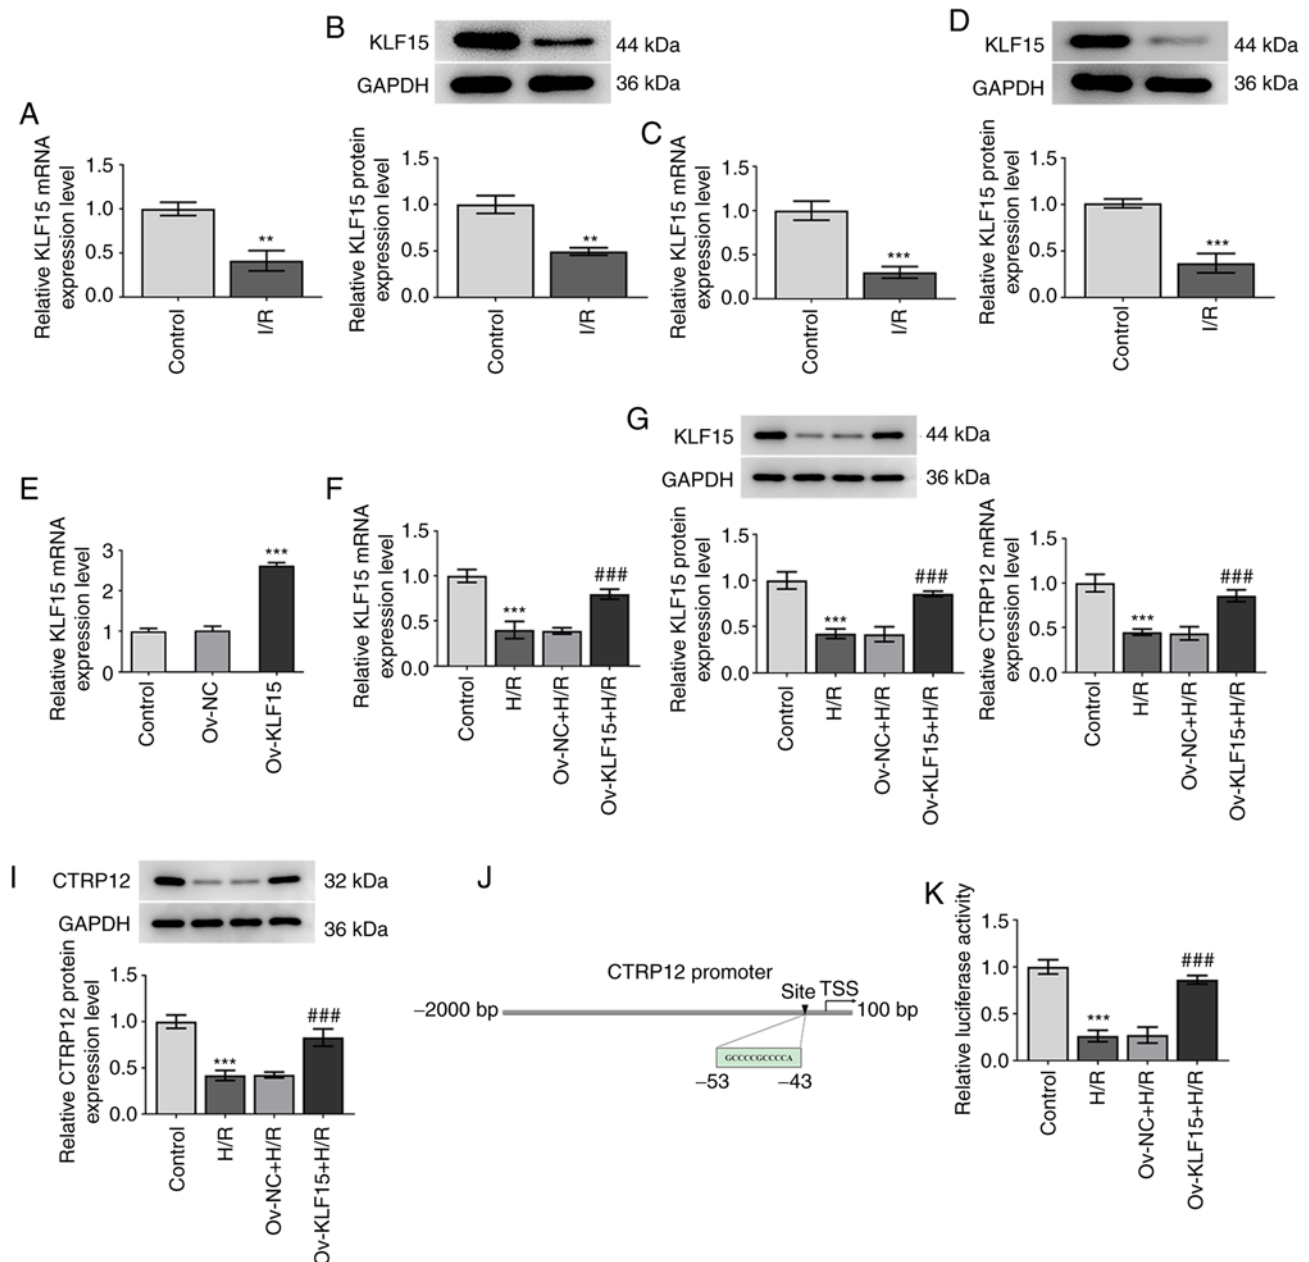 A
Relative KLF15 mRNA
expression level
1.5
1.0
0.5
0.0
**
Control
I/R
B
KLF15
44 kDa
GAPDH
36 kDa
Relative KLF15 protein
expression level
1.5
1.0
0.5
0.0
**
Control
I/R
C
Relative KLF15 mRNA
expression level
1.5
1.0
0.5
0.0
***
Control
I/R
D
KLF15
44 kDa
GAPDH
36 kDa
Relative KLF15 protein
expression level
1.5
1.0
0.5
0.0
***
Control
I/R
E
Relative KLF15 mRNA
expression level
3
2
1
0
***
Control
Ov-NC
Ov-KLF15
F
Relative KLF15 mRNA
expression level
1.5
1.0
0.5
0.0
***
###
Control
H/R
Ov-NC+H/R
Ov-KLF15+H/R
G
KLF15
44 kDa
GAPDH
36 kDa
Relative KLF15 protein
expression level
1.5
1.0
0.5
0.0
***
###
Control
H/R
Ov-NC+H/R
Ov-KLF15+H/R
Relative CTRP12 mRNA
expression level
1.5
1.0
0.5
0.0
***
###
Control
H/R
Ov-NC+H/R
Ov-KLF15+H/R
I
CTRP12
32 kDa
GAPDH
36 kDa
Relative CTRP12 protein
expression level
1.5
1.0
0.5
0.0
***
###
Control
H/R
Ov-NC+H/R
Ov-KLF15+H/R
J
CTRP12 promoter
Site TSS
−2000 bp
100 bp
GCCCCGCCCCA
−53
−43
K
Relative luciferase activity
1.5
1.0
0.5
0.0
***
###
Control
H/R
Ov-NC+H/R
Ov-KLF15+H/R